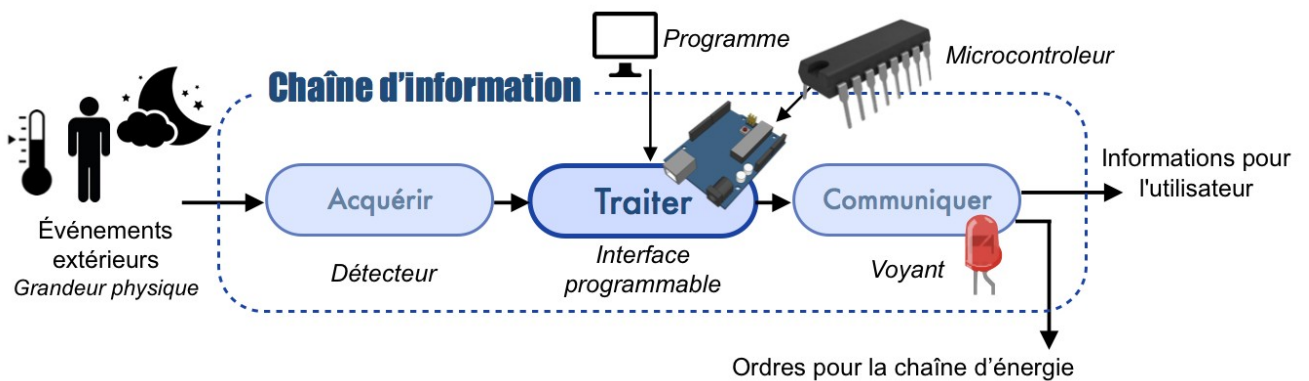 Programme
Microcontroleur
Chaîne d'information
Événements
extérieurs
Grandeur physique
Acquérir
Détecteur
Traiter
Interface
programmable
Communiquer
Voyant
Informations pour
l'utilisateur
Ordres pour la chaîne d'énergie